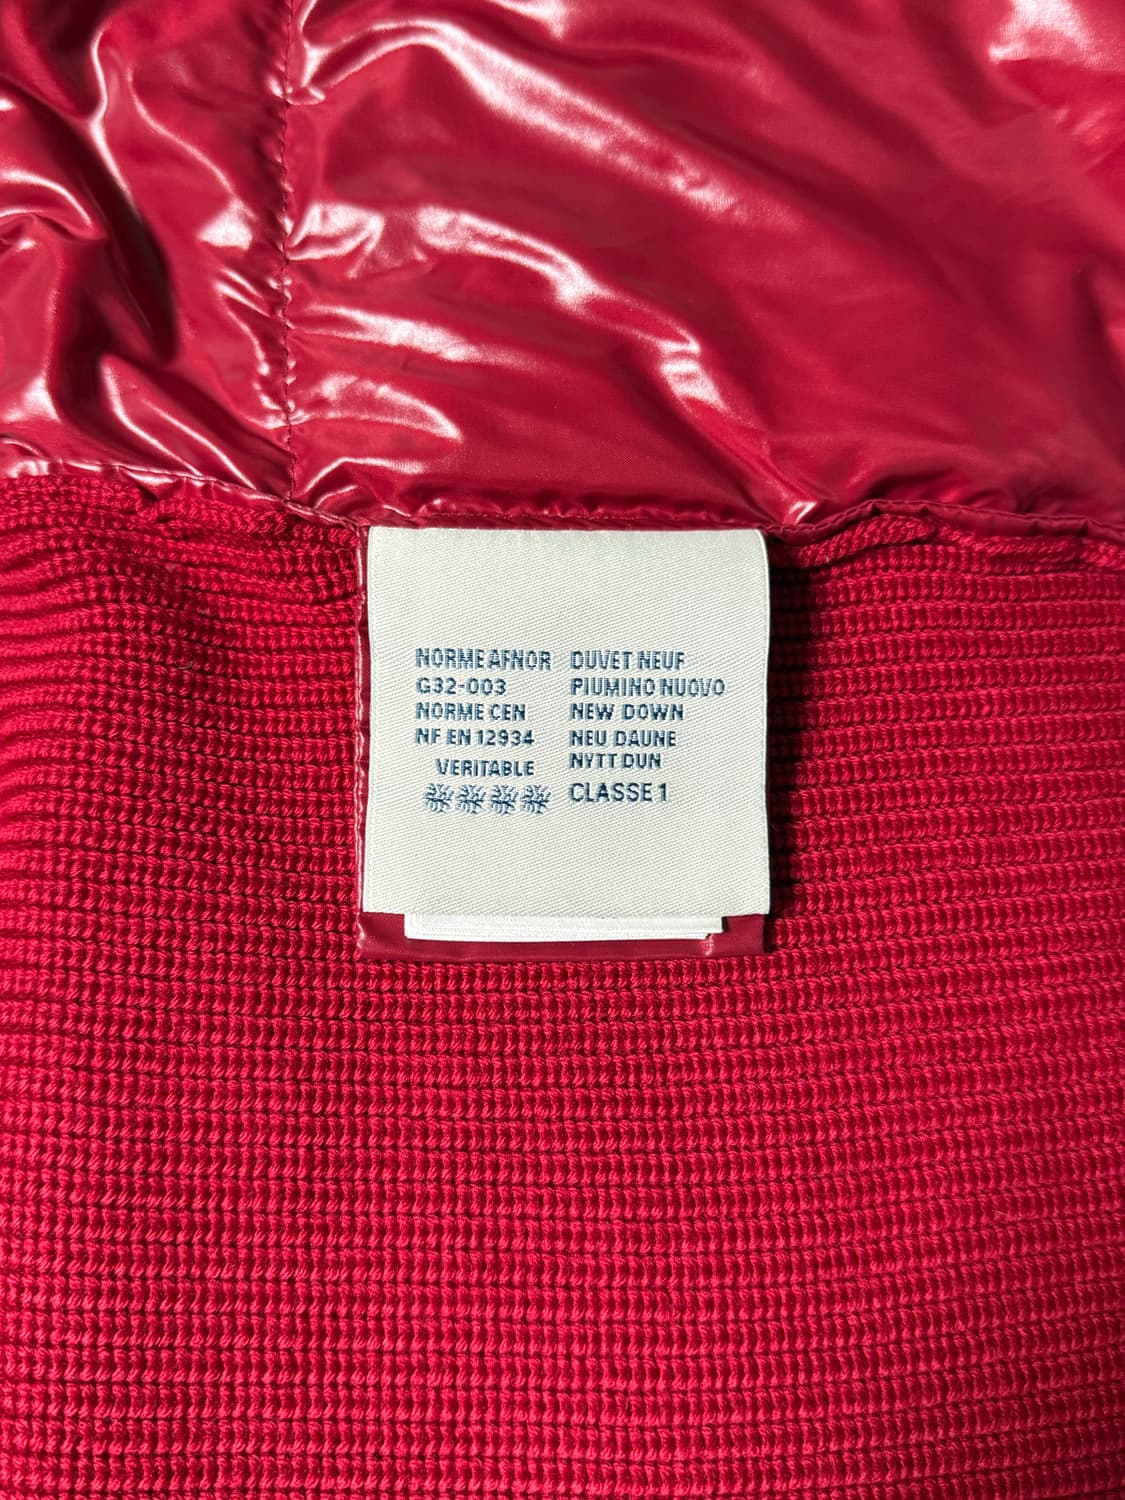 NORME AFNOR
G32-003
NORME CEN
NF EN 12934
VERITABLE
DUVET NEUF
PIUMINO NUOVO
NEW DOWN
NEU DAUNE
NYTT DUN
CLASSE 1